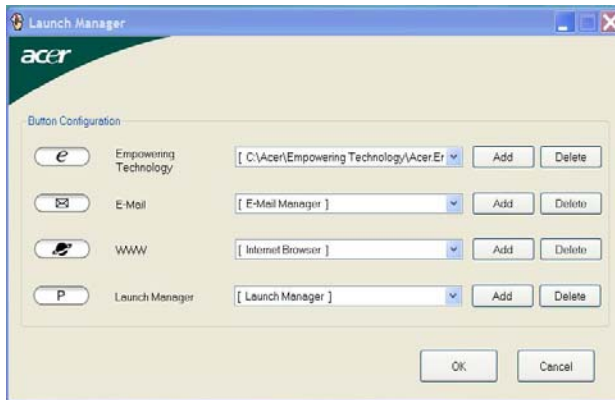 Launch Manager
acer
Button Configuration
e Empowering Technology [ C:\Acer\Empowering Technology\Acer.Er Add Delete
E-Mail [ E-Mail Manager ] Add Delete
WWW [ Internet Browser ] Add Delete
P Launch Manager [ Launch Manager ] Add Delete
OK Cancel